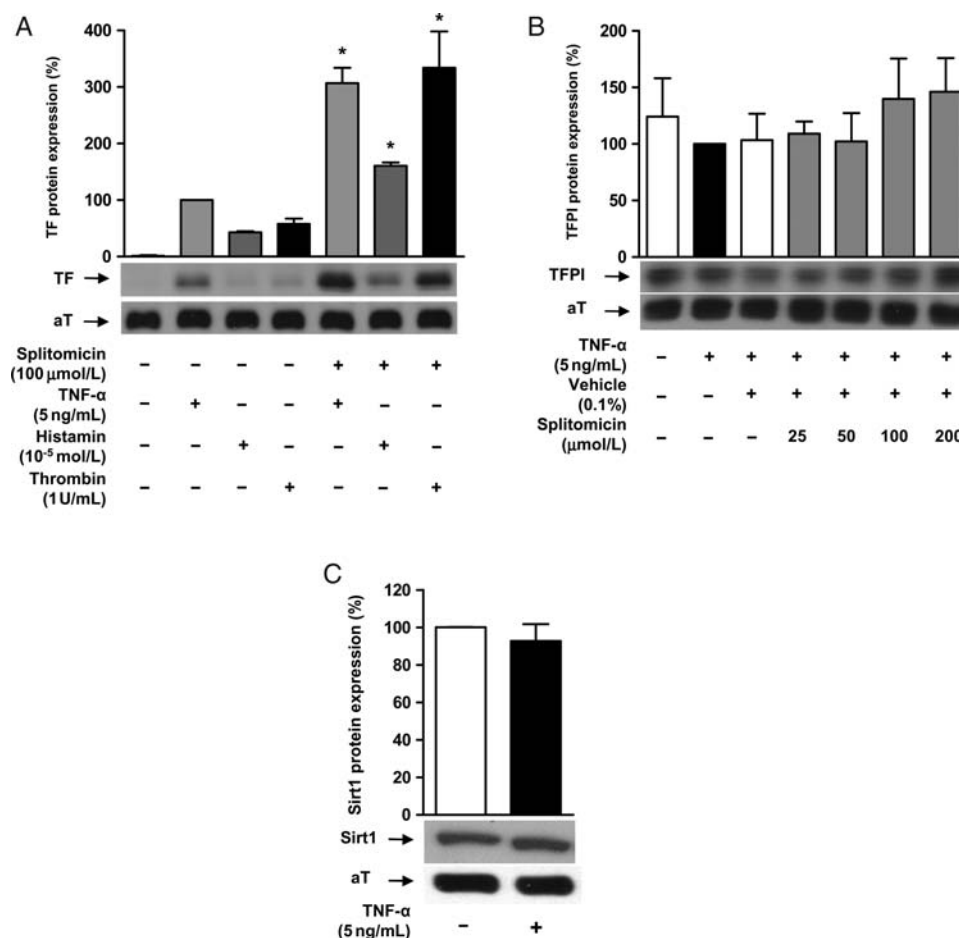 A
TF protein expression (%)
400
300
200
100
0
* * *
TF
aT
Splitomicin – – – – + + +
(100 μmol/L)
TNF-α – + – – + – –
(5 ng/mL)
Histamin – – + – – + –
(10-5 mol/L)
Thrombin – – – + – – +
(1 U/mL)
B
TFPI protein expression (%)
200
150
100
50
0
TFPI
aT
TNF-α – + + + + + +
(5 ng/mL)
Vehicle – – + + + + +
(0.1%)
Splitomicin – – – 25 50 100 200
(μmol/L)
C
Sirt1 protein expression (%)
120
100
80
60
40
20
0
Sirt1
aT
TNF-α – +
(5 ng/mL)